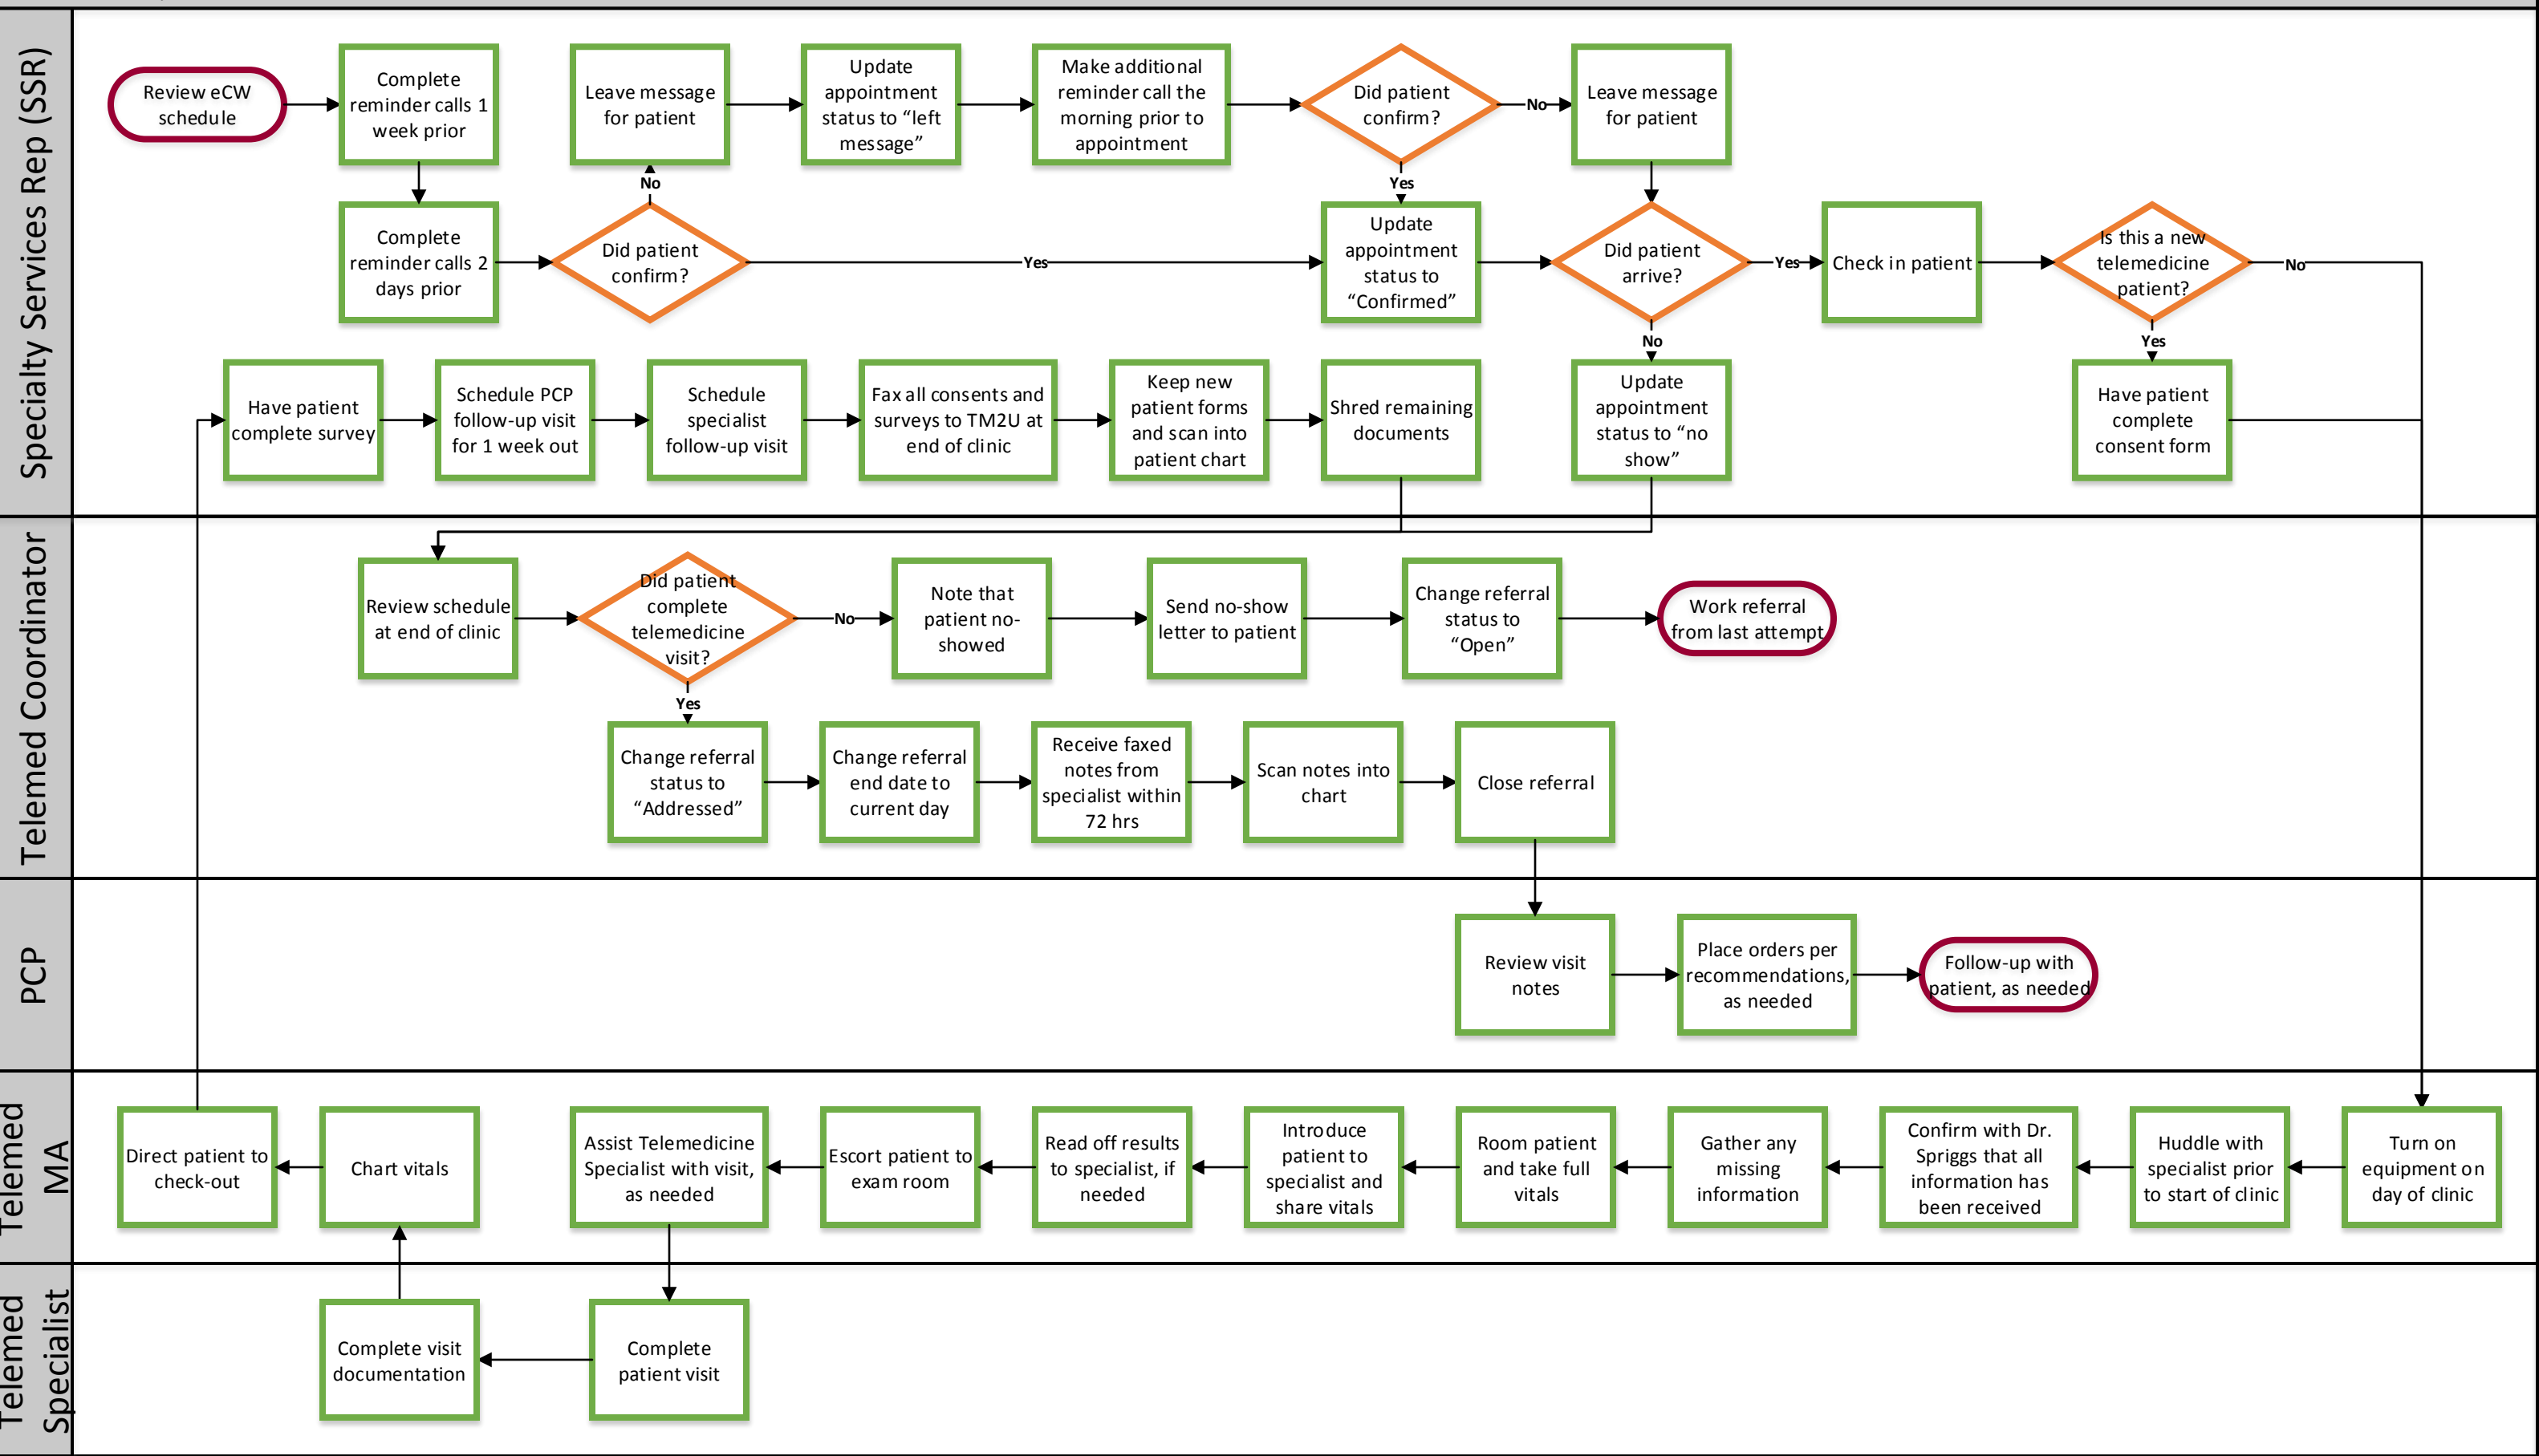 Specialty Services Rep (SSR)
Review eCW
schedule
Complete
reminder calls 1
week prior
Leave message
for patient
Update
appointment
status to “left
message”
Make additional
reminder call the
morning prior to
appointment
Did patient
confirm?
No
Leave message
for patient
No
Yes
Complete
reminder calls 2
days prior
Did patient
confirm?
Yes
Update
appointment
status to
“Confirmed”
Did patient
arrive?
Yes
Check in patient
Is this a new
telemedicine
patient?
No
No
Yes
Have patient
complete survey
Schedule PCP
follow-up visit
for 1 week out
Schedule
specialist
follow-up visit
Fax all consents and
surveys to TM2U at
end of clinic
Keep new
patient forms
and scan into
patient chart
Shred remaining
documents
Update
appointment
status to “no
show”
Have patient
complete
consent form
Telemed Coordinator
Review schedule
at end of clinic
Did patient
complete
telemedicine
visit?
No
Note that
patient no-
showed
Send no-show
letter to patient
Change referral
status to
“Open”
Work referral
from last attempt
Yes
Change referral
status to
“Addressed”
Change referral
end date to
current day
Receive faxed
notes from
specialist within
72 hrs
Scan notes into
chart
Close referral
PCP
Review visit
notes
Place orders per
recommendations,
as needed
Follow-up with
patient, as needed
Telemed
MA
Direct patient to
check-out
Chart vitals
Assist Telemedicine
Specialist with visit,
as needed
Escort patient to
exam room
Read off results
to specialist, if
needed
Introduce
patient to
specialist and
share vitals
Room patient
and take full
vitals
Gather any
missing
information
Confirm with Dr.
Spriggs that all
information has
been received
Huddle with
specialist prior
to start of clinic
Turn on
equipment on
day of clinic
Telemed
Specialist
Complete visit
documentation
Complete
patient visit